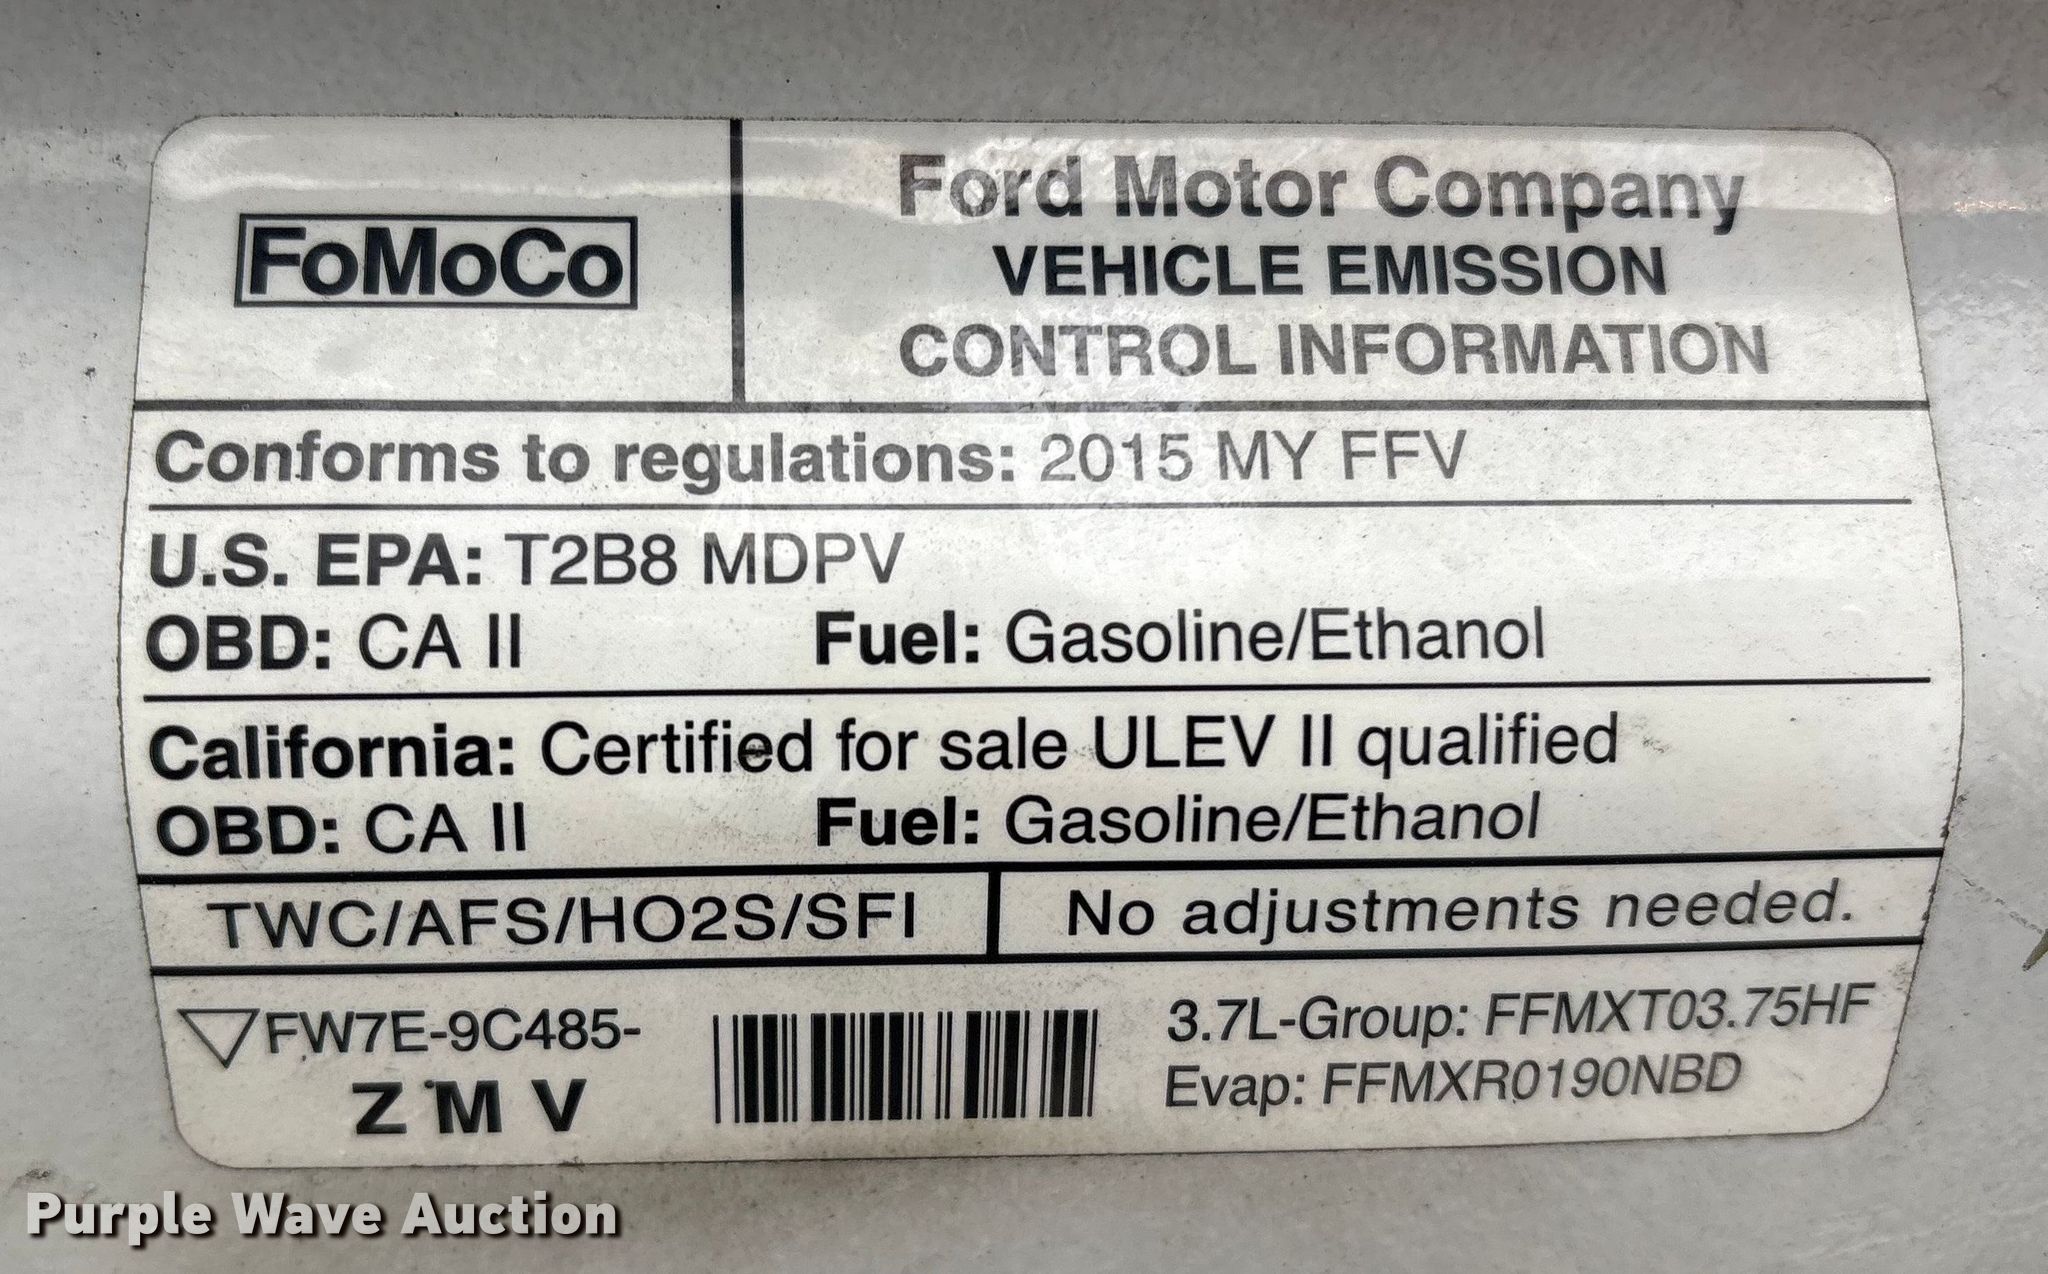 FoMoCo
Ford Motor Company
VEHICLE EMISSION
CONTROL INFORMATION
Conforms to regulations: 2015 MY FFV
U.S. EPA: T2B8 MDPV
OBD: CA II Fuel: Gasoline/Ethanol
California: Certified for sale ULEV II qualified
OBD: CA II Fuel: Gasoline/Ethanol
TWC/AFS/HO2S/SFI
No adjustments needed.
FW7E-9C485-
Z M V
3.7L-Group: FFMXT03.75HF
Evap: FFMXR0190NBD
Purple Wave Auction